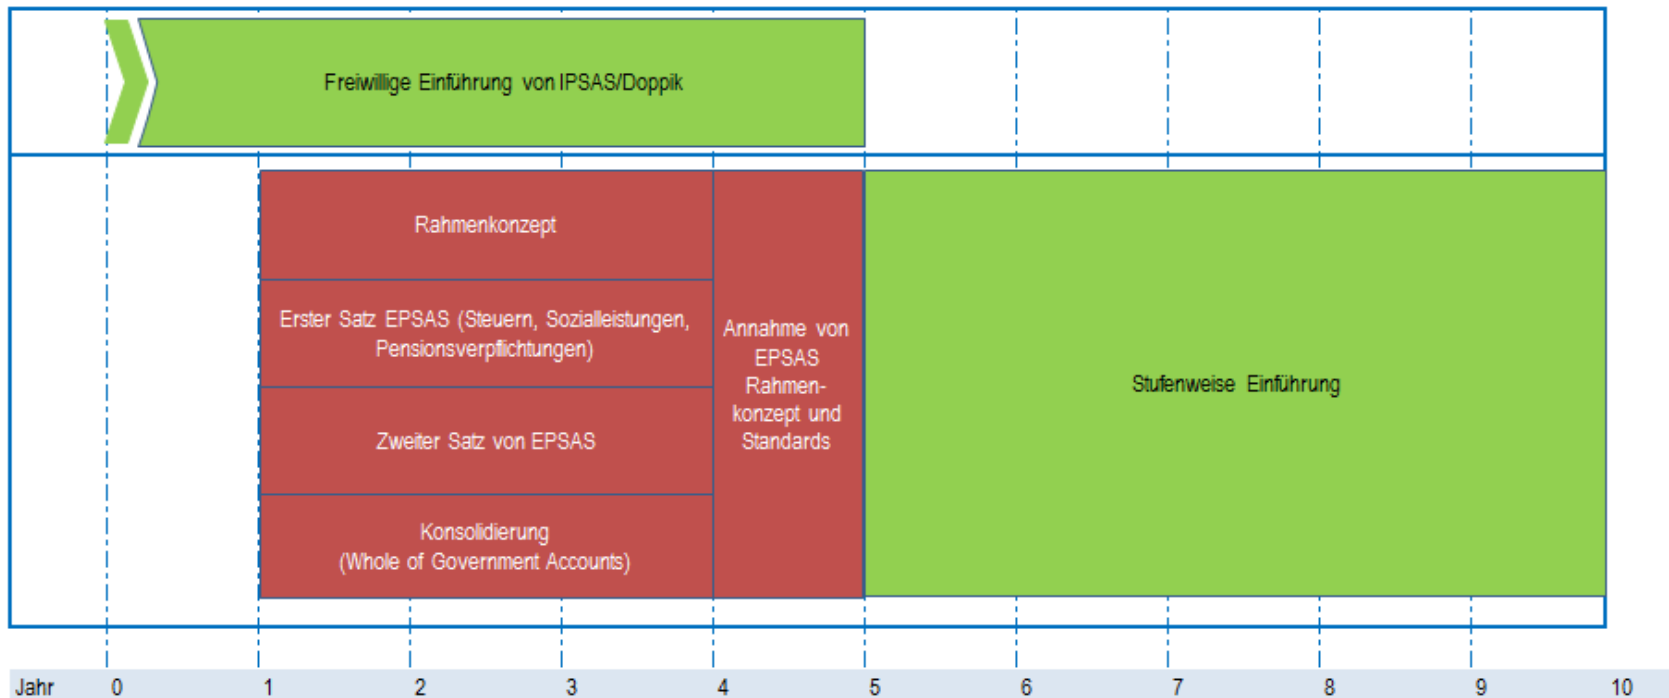 Freiwillige Einführung von IPSAS/Doppik
Rahmenkonzept
Erster Satz EPSAS (Steuern, Sozialleistungen,
Pensionsverpflichtungen)
Zweiter Satz von EPSAS
Konsolidierung
(Whole of Government Accounts)
Annahme von
EPSAS
Rahmen-
konzept und
Standards
Stufenweise Einführung
Jahr 0 1 2 3 4 5 6 7 8 9 10